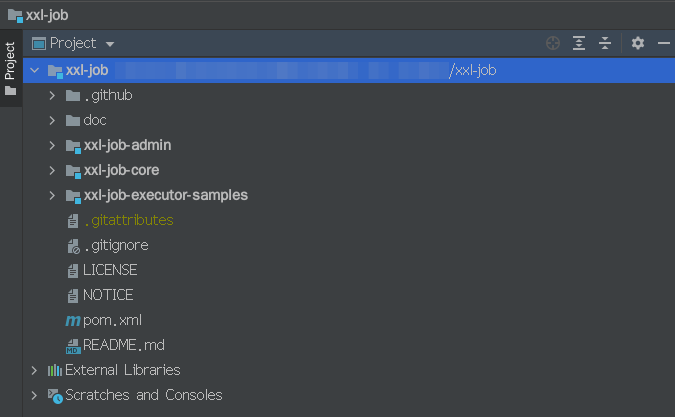 xxl-job
Project
Project
xxl-job /xxl-job
.github
doc
xxl-job-admin
xxl-job-core
xxl-job-executor-samples
.gitattributes
.gitignore
LICENSE
NOTICE
m pom.xml
MD README.md
External Libraries
Scratches and Consoles